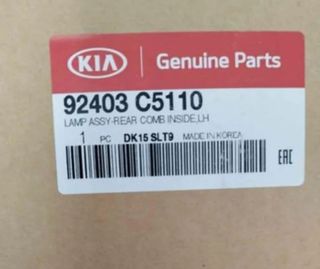 KIA Genuine Parts
92403 C5110
LAMP ASSY-REAR COMB INSIDE,LH
1 PC DK15 SLT9 MADE IN KOREA
EAC